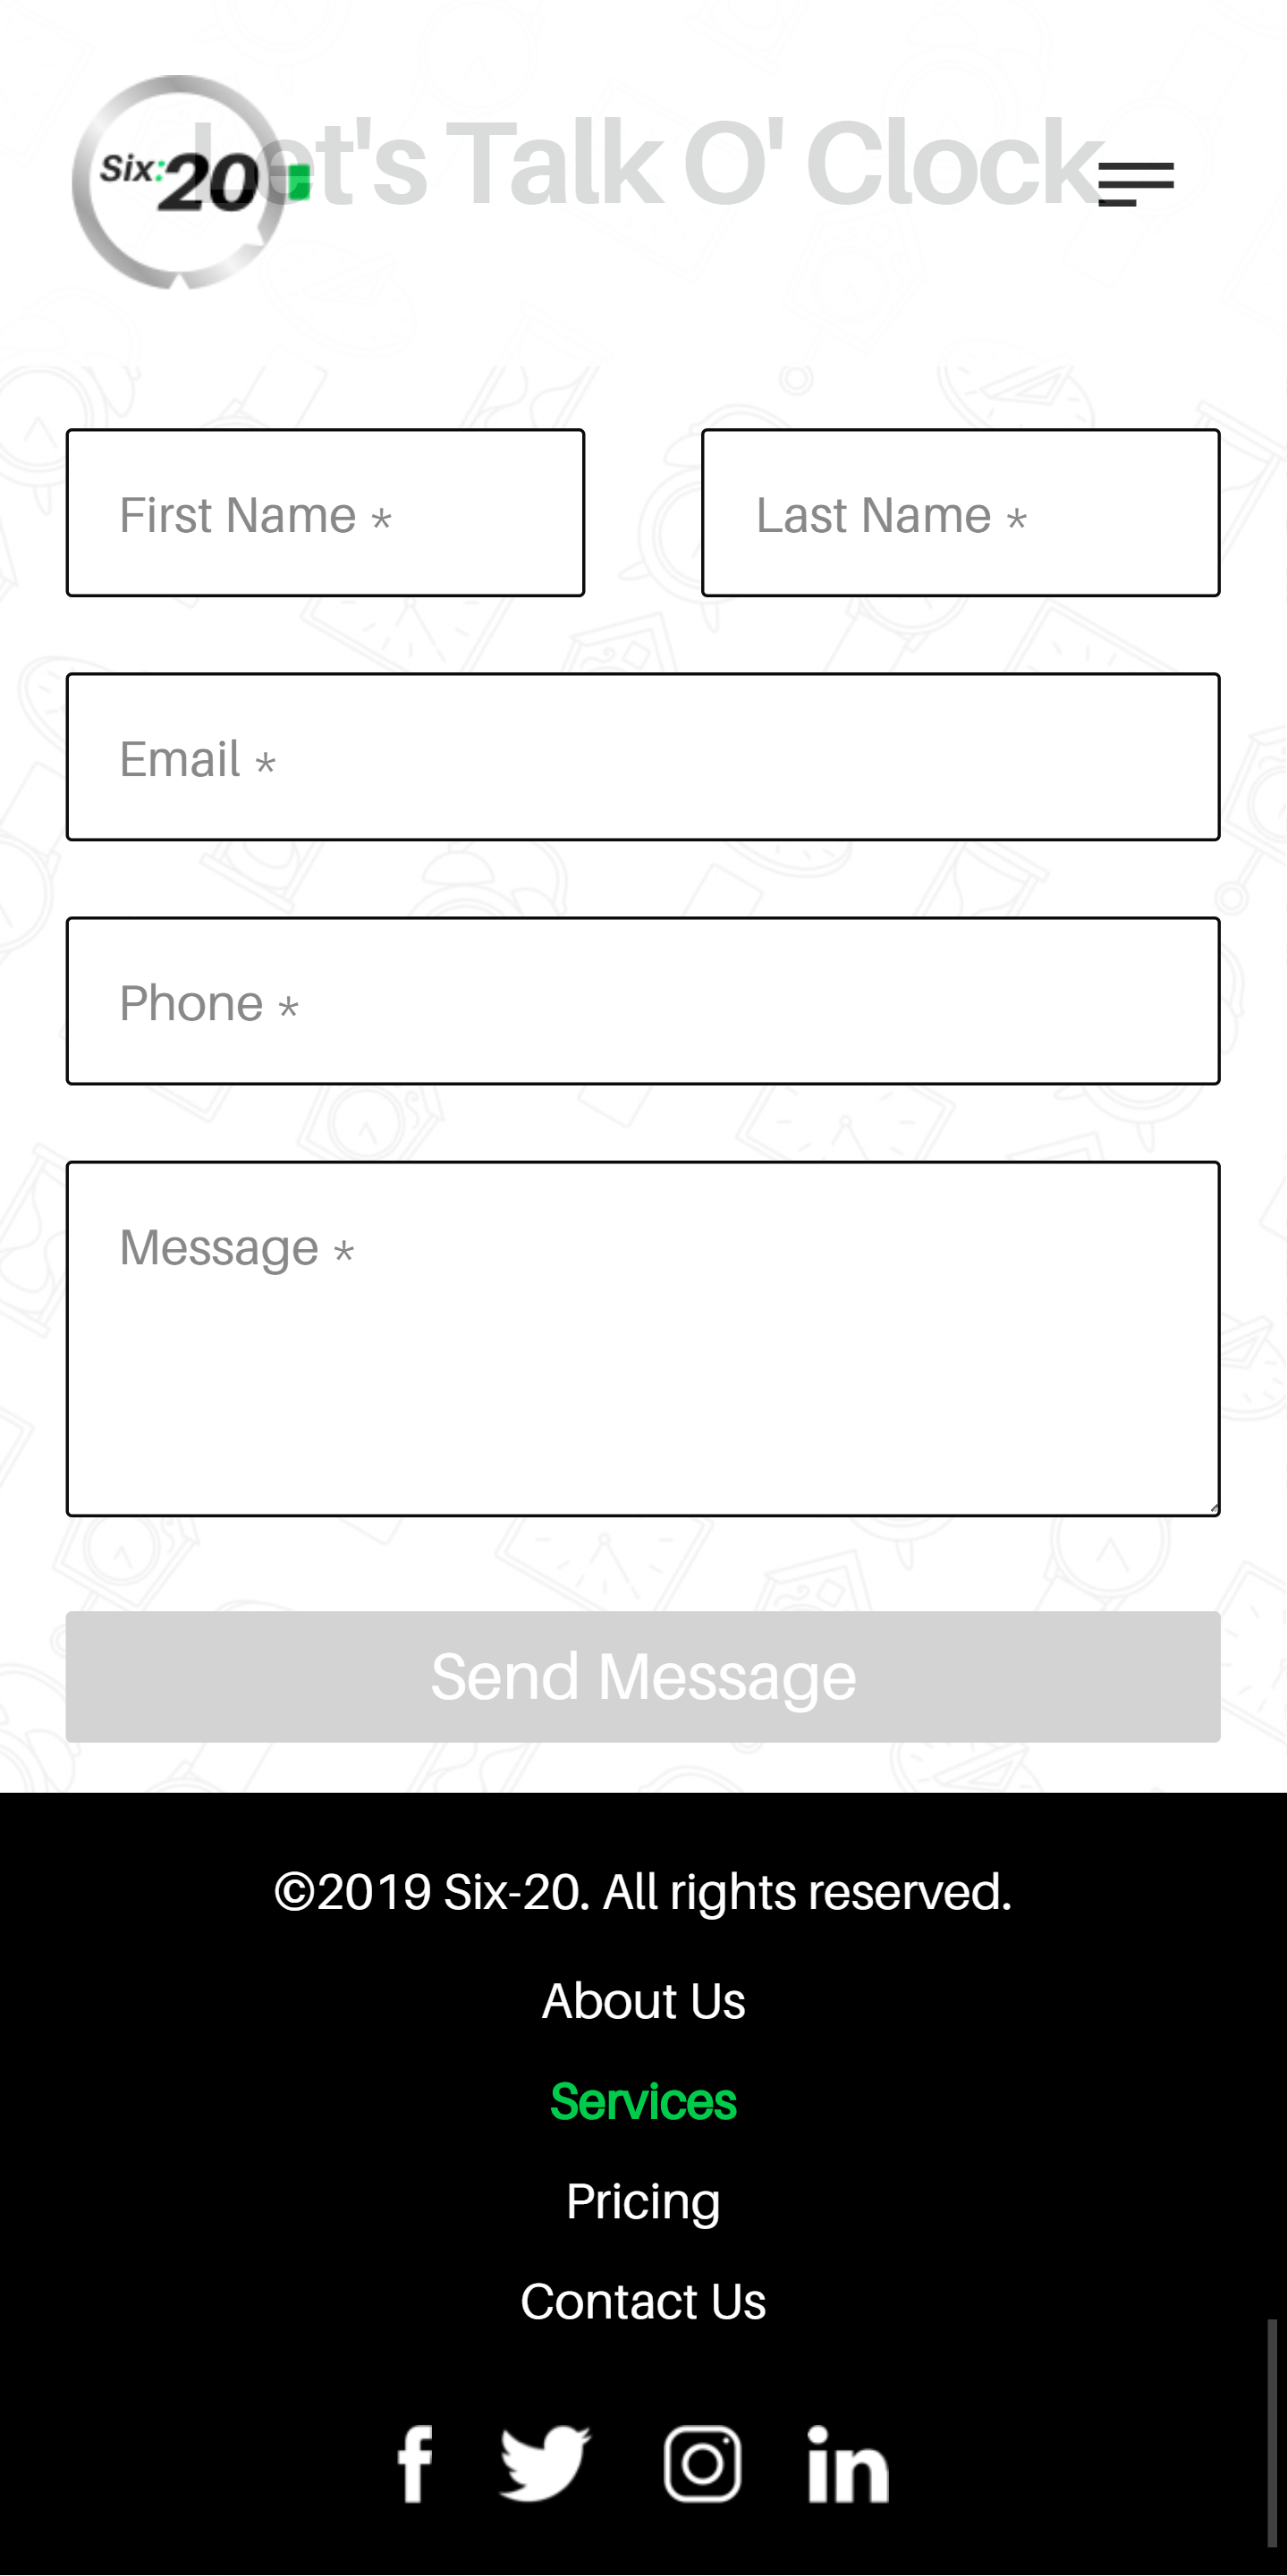 Six:20
Let's Talk O' Clock
First Name *
Last Name *
Email *
Phone *
Message *
Send Message
©2019 Six-20. All rights reserved.
About Us
Services
Pricing
Contact Us